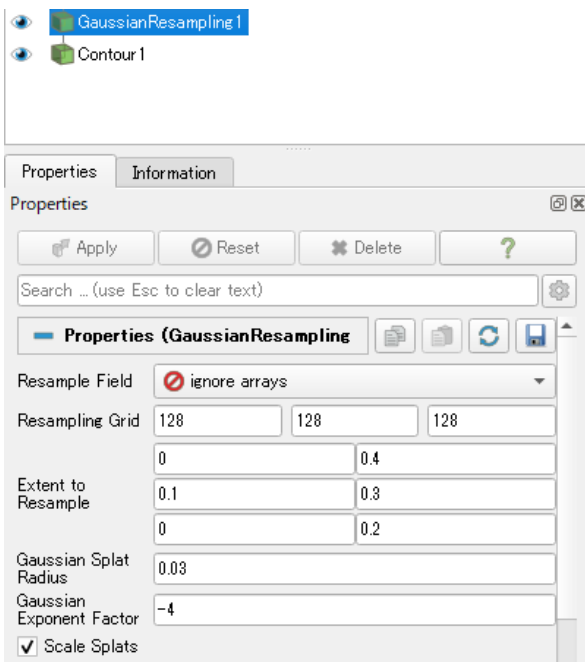 GaussianResampling1
Contour1
Properties Information
Properties
Apply Reset Delete ?
Search ... (use Esc to clear text)
Properties (GaussianResampling
Resample Field ignore arrays
Resampling Grid 128 128 128
0 0.4
Extent to Resample 0.1 0.3
0 0.2
Gaussian Splat
Radius 0.03
Gaussian
Exponent Factor -4
Scale Splats